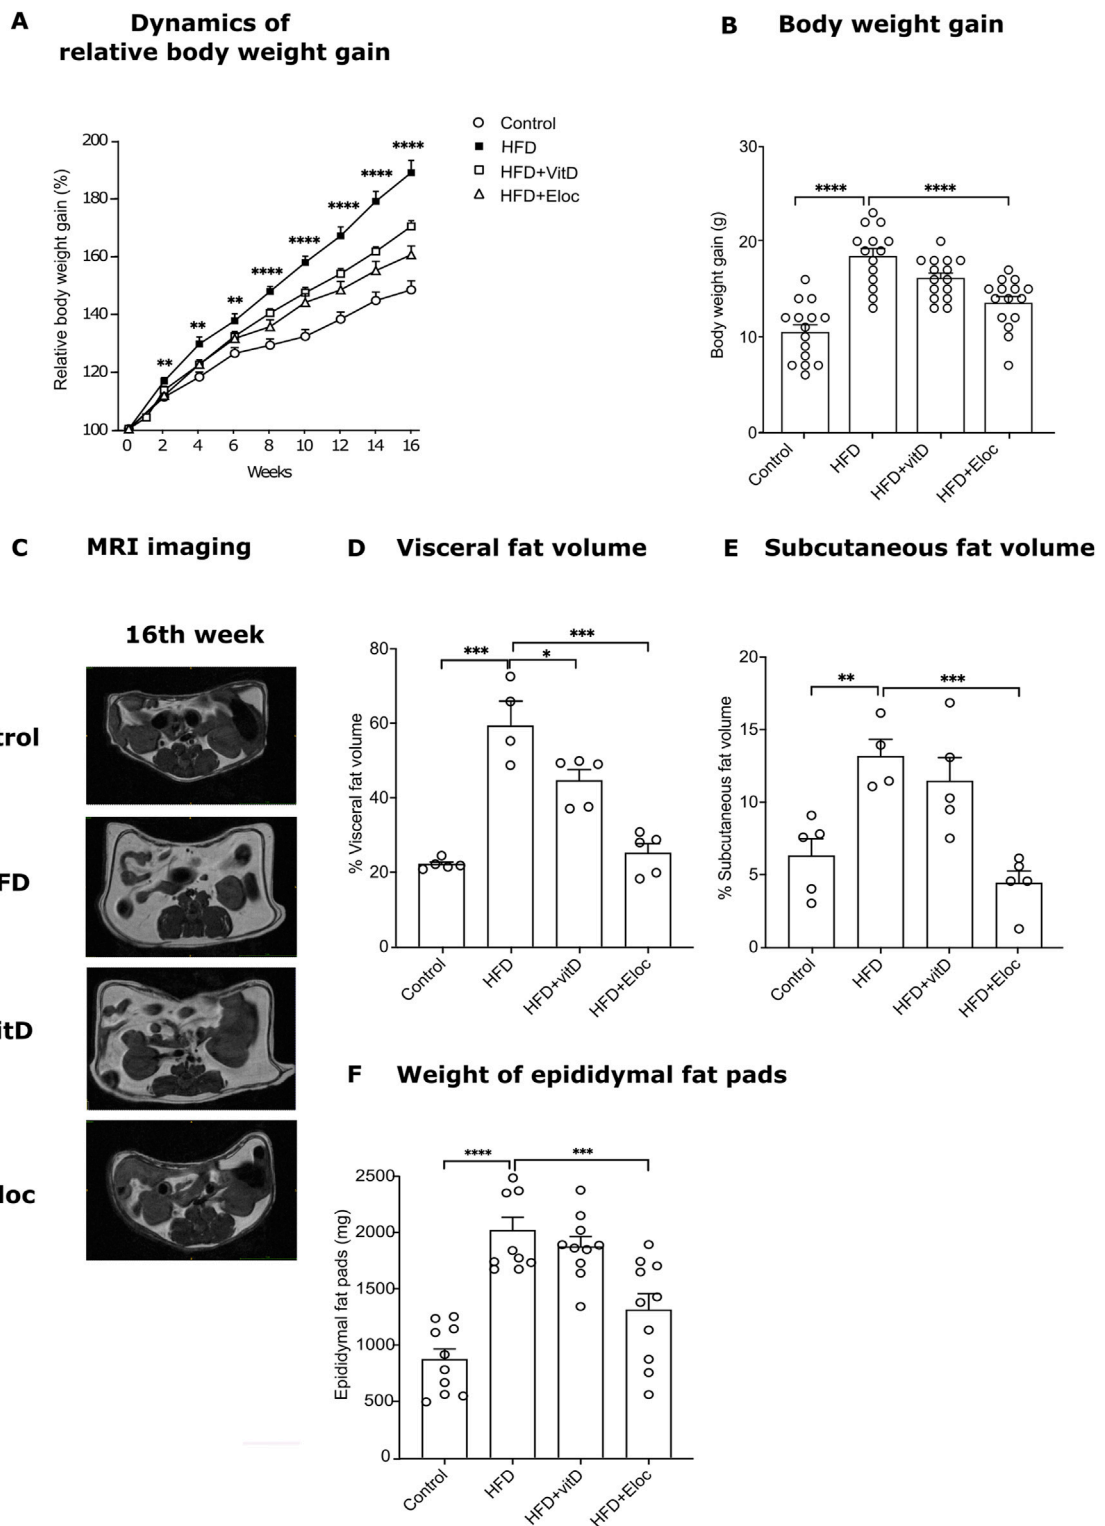 A
Dynamics of
relative body weight gain
B
Body weight gain
Control
HFD
HFD+VitD
HFD+Eloc
Relative body weight gain (%)
200
180
160
140
120
100
**
**
**
****
****
****
****
****
0 2 4 6 8 10 12 14 16
Weeks
Body weight gain (g)
30
20
10
0
****
****
Control
HFD
HFD+vitD
HFD+Eloc
C
MRI imaging
16th week
trol
FD
itD
loc
D
Visceral fat volume
% Visceral fat volume
80
60
40
20
0
***
*
***
Control
HFD
HFD+vitD
HFD+Eloc
E
Subcutaneous fat volume
% Subcutaneous fat volume
20
15
10
5
0
**
***
Control
HFD
HFD+vitD
HFD+Eloc
F
Weight of epididymal fat pads
Epididymal fat pads (mg)
2500
2000
1500
1000
500
0
****
***
Control
HFD
HFD+vitD
HFD+Eloc